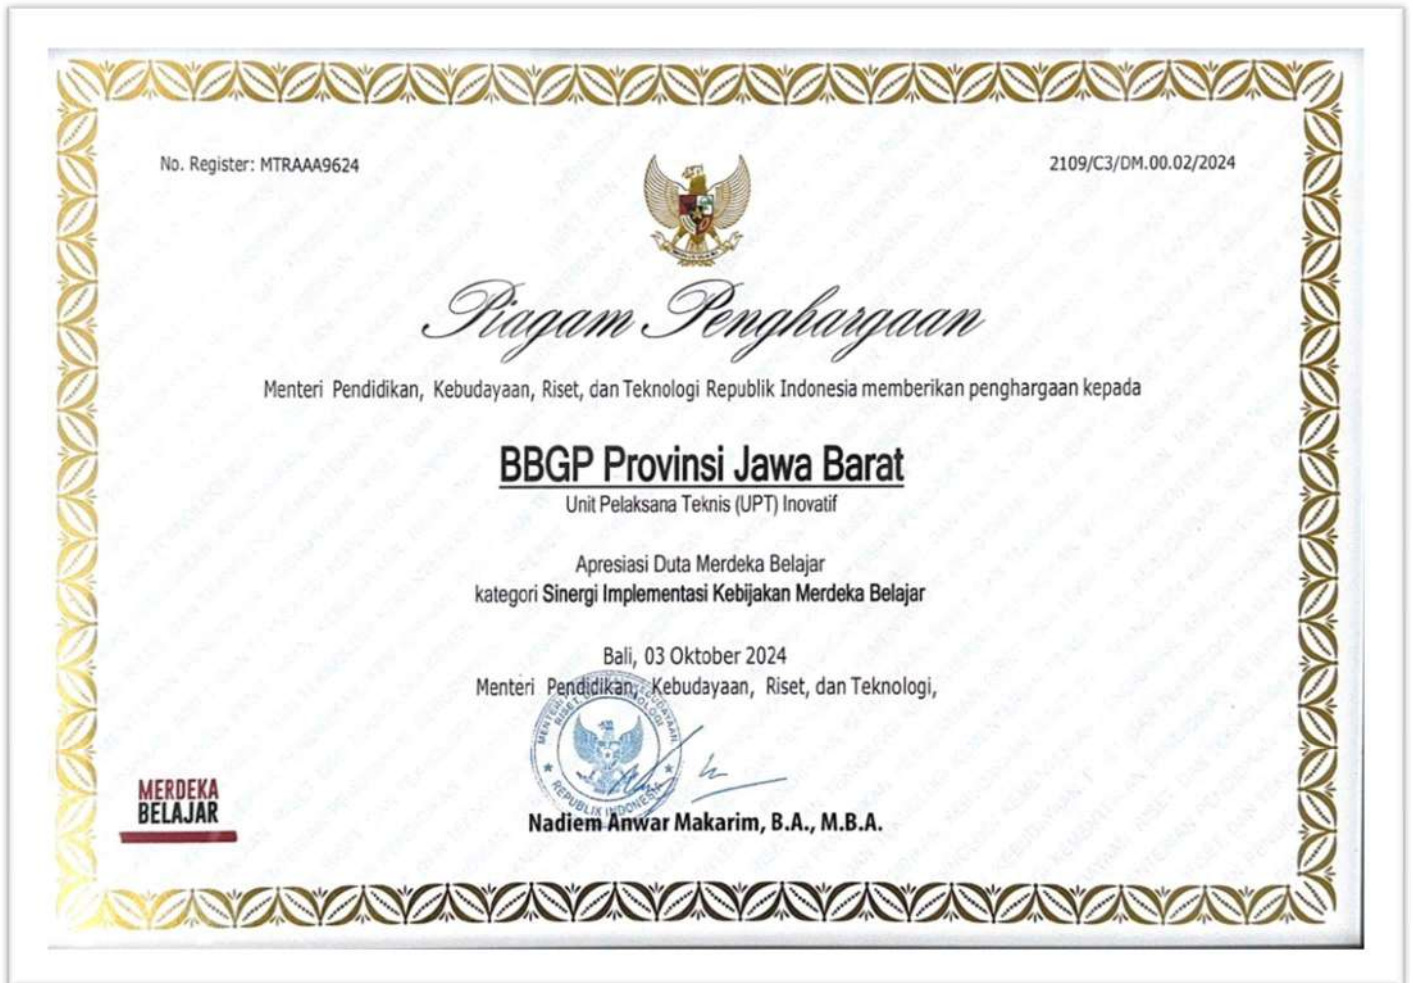 No. Register: MTRAAA9624
2109/C3/DM.00.02/2024
Piagam Penghargaan
Menteri Pendidikan, Kebudayaan, Riset, dan Teknologi Republik Indonesia memberikan penghargaan kepada
BBGP Provinsi Jawa Barat
Unit Pelaksana Teknis (UPT) Inovatif
Apresiasi Duta Merdeka Belajar
kategori Sinergi Implementasi Kebijakan Merdeka Belajar
Bali, 03 Oktober 2024
Menteri Pendidikan, Kebudayaan, Riset, dan Teknologi,
REPUBLIK INDONESIA
Nadiem Anwar Makarim, B.A., M.B.A.
MERDEKA
BELAJAR